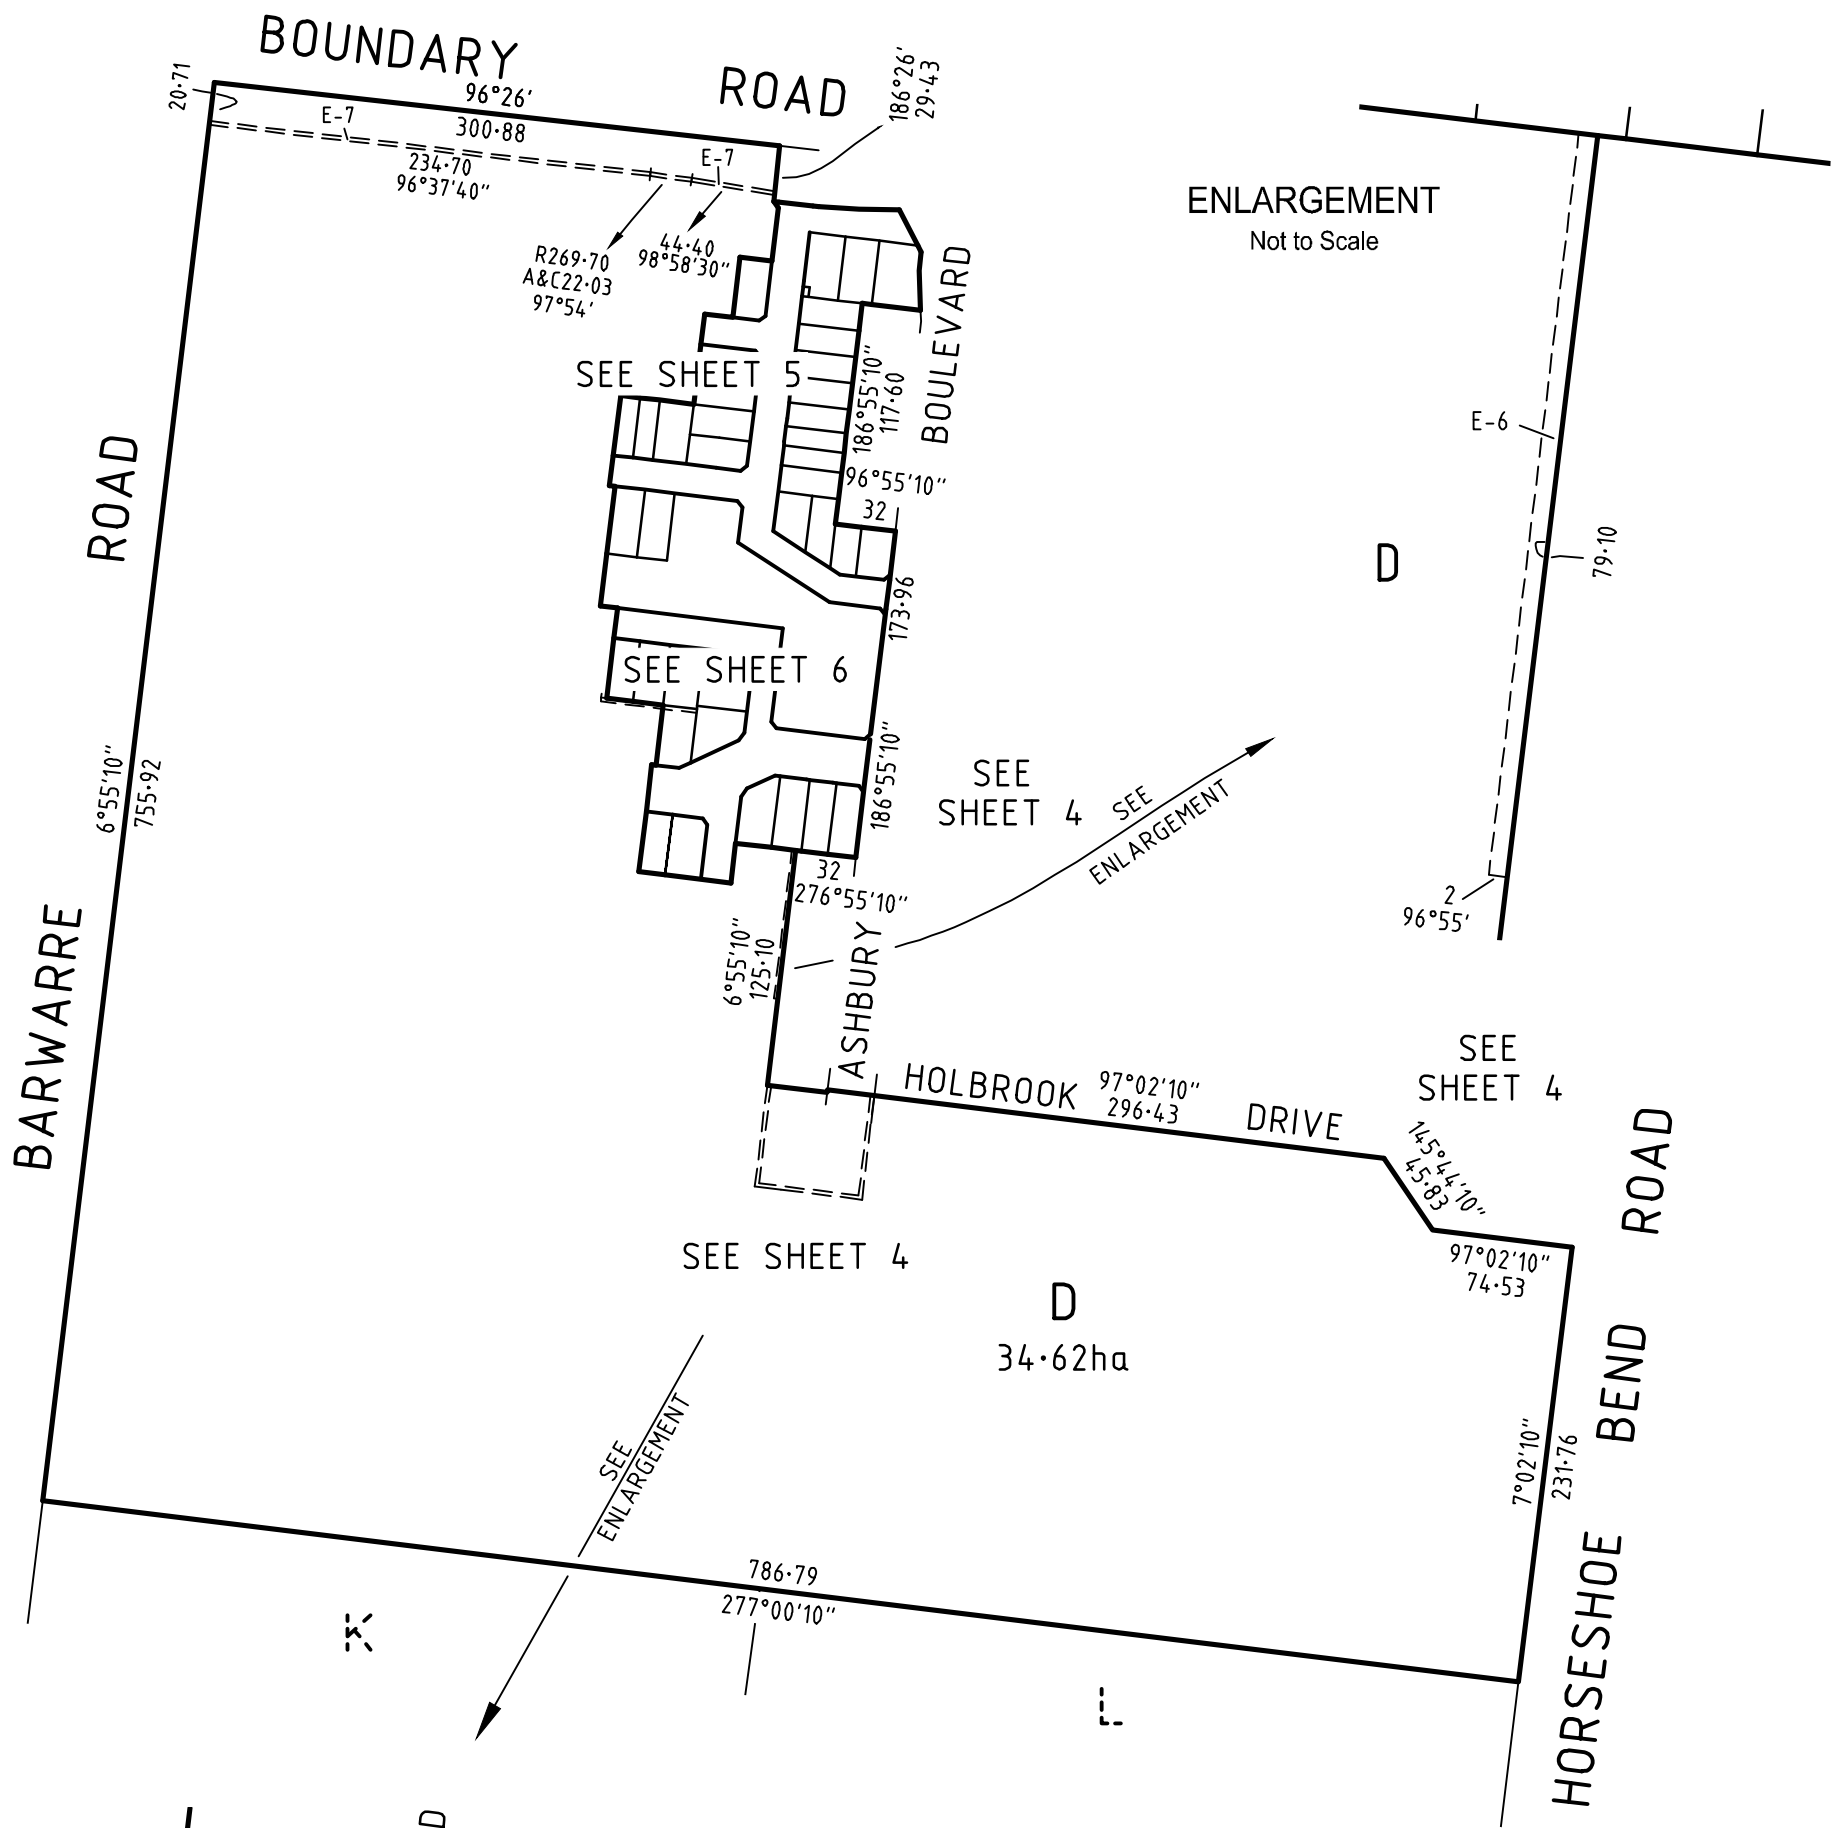 BOUNDARY ROAD
20·71
96°26'
300·88
186°26'
29·43
E-7
E-7
234·70
96°37'40"
R269·70
A&C22·03
97°54'
44·40
98°58'30"
ENLARGEMENT
Not to Scale
BOULEVARD
SEE SHEET 5
186°55'10"
117·60
E-6
ROAD
96°55'10"
32
D
79·10
173·96
SEE SHEET 6
6°55'10"
755·92
186°55'10"
SEE
SHEET 4
SEE
ENLARGEMENT
32
276°55'10"
2
96°55'
BARWARRE
6°55'10"
125·10
ASHBURY
SEE
SHEET 4
HOLBROOK DRIVE
97°02'10"
296·43
145°44'10"
45·83
ROAD
97°02'10"
74·53
SEE SHEET 4
D
34·62ha
BEND
SEE
ENLARGEMENT
7°02'10"
231·76
786·79
277°00'10"
K
L
HORSESHOE
D